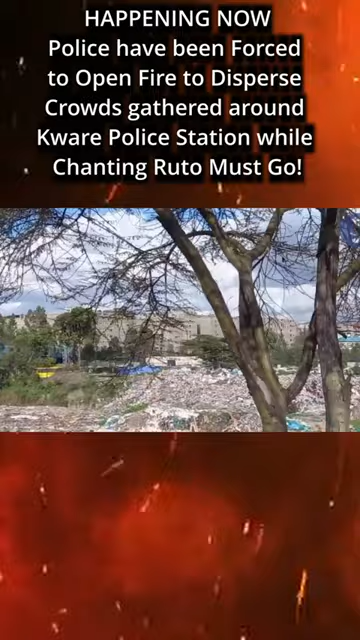 HAPPENING NOW
Police have been Forced
to Open Fire to Disperse
Crowds gathered around
Kware Police Station while
Chanting Ruto Must Go!